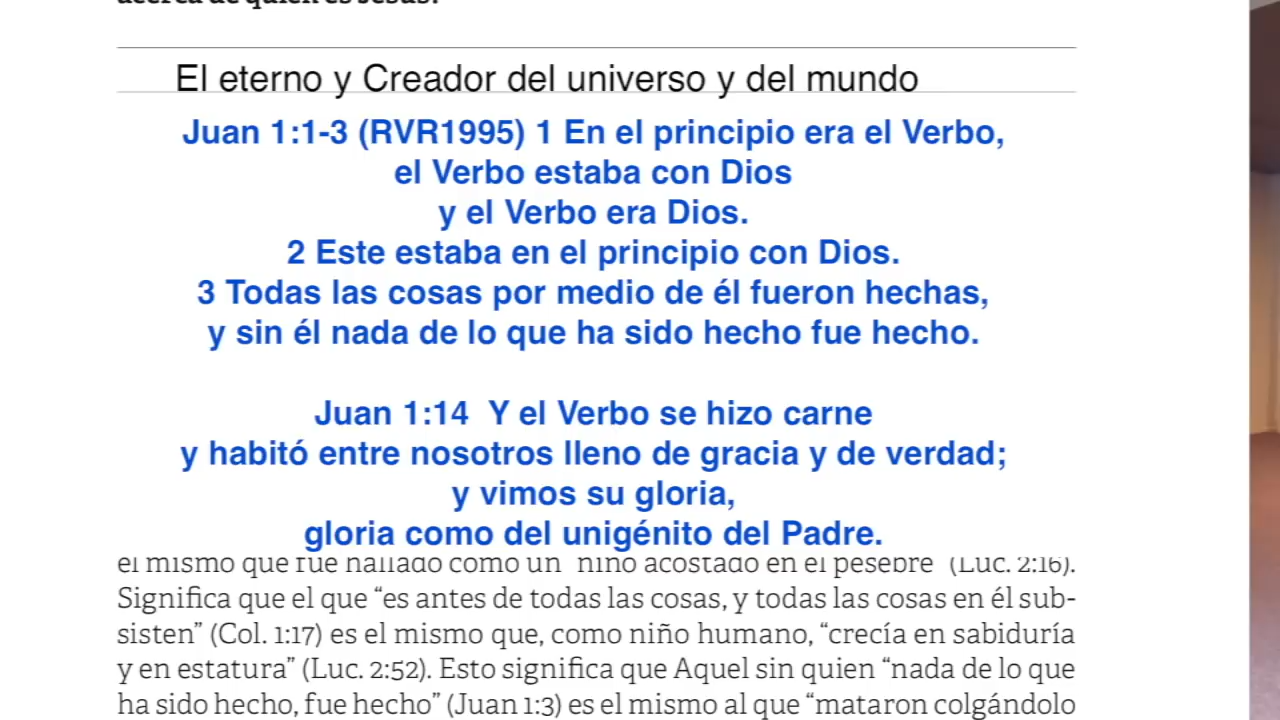 acerca de quién es Jesús.
El eterno y Creador del universo y del mundo
Juan 1:1-3 (RVR1995) 1 En el principio era el Verbo,
el Verbo estaba con Dios
y el Verbo era Dios.
2 Este estaba en el principio con Dios.
3 Todas las cosas por medio de él fueron hechas,
y sin él nada de lo que ha sido hecho fue hecho.
Juan 1:14 Y el Verbo se hizo carne
y habitó entre nosotros lleno de gracia y de verdad;
y vimos su gloria,
gloria como del unigénito del Padre.
el mismo que fue hallado como un "niño acostado en el pesebre" (Luc. 2:16).
Significa que el que “es antes de todas las cosas, y todas las cosas en él sub-
sisten” (Col. 1:17) es el mismo que, como niño humano, “crecía en sabiduría
y en estatura” (Luc. 2:52). Esto significa que Aquel sin quien “nada de lo que
ha sido hecho, fue hecho” (Juan 1:3) es el mismo al que “mataron colgándolo